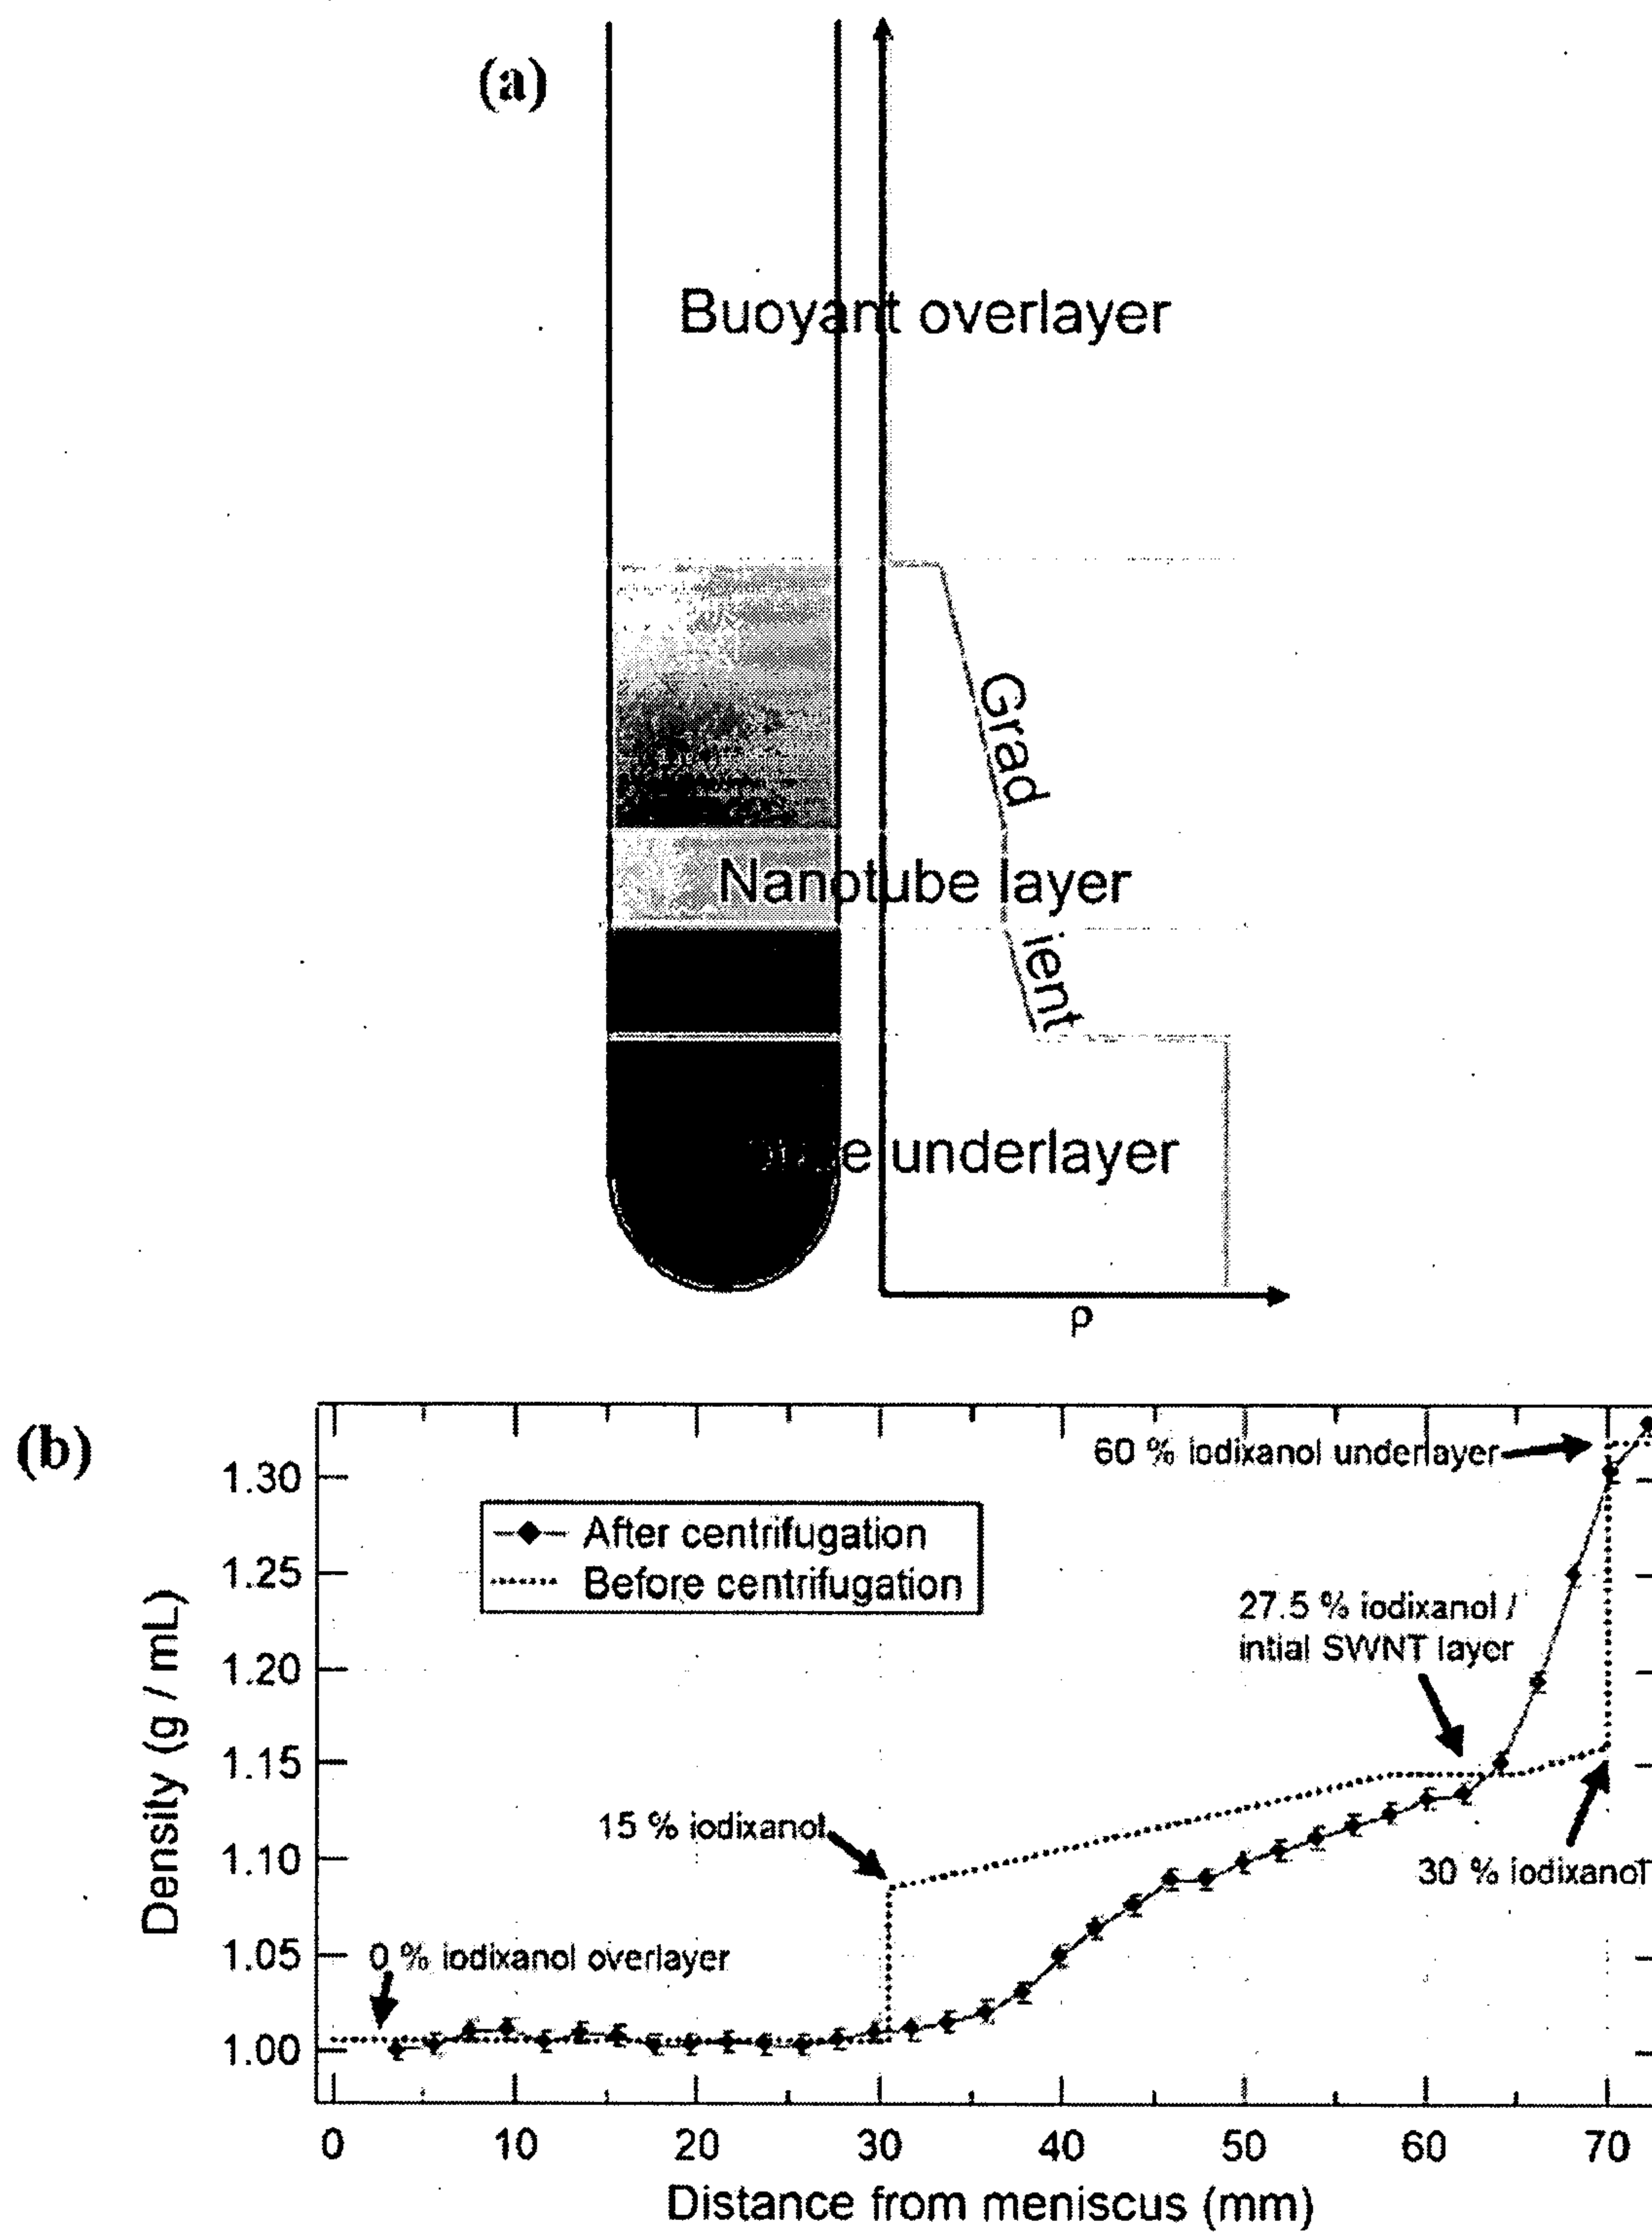 (a)
Buoyant overlayer
Grad
Nanotube layer
ient
underlayer
ρ
(b)
60 % iodixanol underlayer
1.30
After centrifugation
Before centrifugation
1.25
27.5 % iodixanol /
intial SWNT layer
1.20
Density (g / mL)
1.15
15 % iodixanol
1.10
30 % iodixanol
1.05
0 % iodixanol overlayer
1.00
0 10 20 30 40 50 60 70
Distance from meniscus (mm)